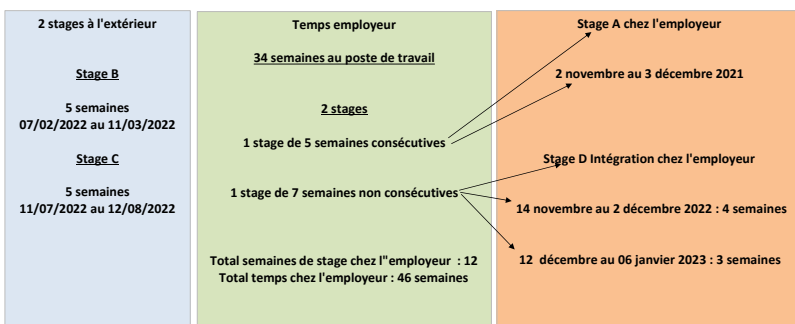 2 stages à l'extérieur
Stage B
5 semaines
07/02/2022 au 11/03/2022
Stage C
5 semaines
11/07/2022 au 12/08/2022
Temps employeur
34 semaines au poste de travail
2 stages
1 stage de 5 semaines consécutives
1 stage de 7 semaines non consécutives
Total semaines de stage chez l"employeur : 12
Total temps chez l'employeur : 46 semaines
Stage A chez l'employeur
2 novembre au 3 décembre 2021
Stage D Intégration chez l'employeur
14 novembre au 2 décembre 2022 : 4 semaines
12 décembre au 06 janvier 2023 : 3 semaines